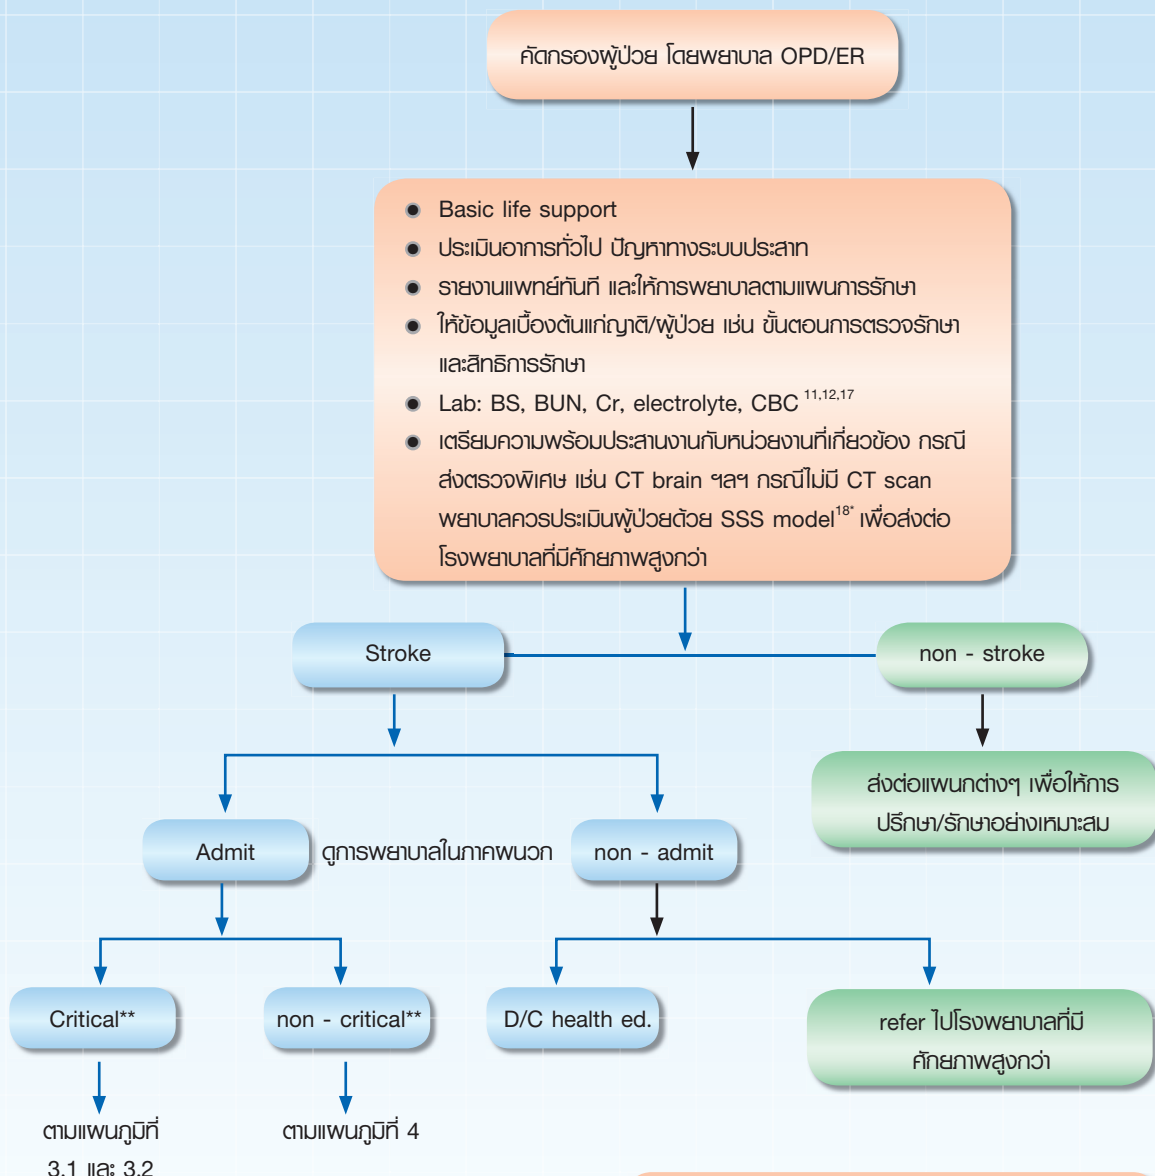 คัดกรองผู้ป่วย โดยพยาบาล OPD/ER
● Basic life support
● ประเมินอาการทั่วไป ปัญหาทางระบบประสาท
● รายงานแพทย์ทันที และให้การพยาบาลตามแผนการรักษา
● ให้ข้อมูลเบื้องต้นแก่ญาติ/ผู้ป่วย เช่น ขั้นตอนการตรวจรักษา
และสิทธิการรักษา
● Lab: BS, BUN, Cr, electrolyte, CBC 11,12,17
● เตรียมความพร้อมประสานงานกับหน่วยงานที่เกี่ยวข้อง กรณี
ส่งตรวจพิเศษ เช่น CT brain ฯลฯ กรณีไม่มี CT scan
พยาบาลควรประเมินผู้ป่วยด้วย SSS model18* เพื่อส่งต่อ
โรงพยาบาลที่มีศักยภาพสูงกว่า
Stroke
non - stroke
ส่งต่อแผนกต่างๆ เพื่อให้การ
ปรึกษา/รักษาอย่างเหมาะสม
Admit
ดูการพยาบาลในภาคผนวก
non - admit
Critical**
non - critical**
D/C health ed.
refer ไปโรงพยาบาลที่มี
ศักยภาพสูงกว่า
ตามแผนภูมิที่
3.1 และ 3.2
ตามแผนภูมิที่ 4